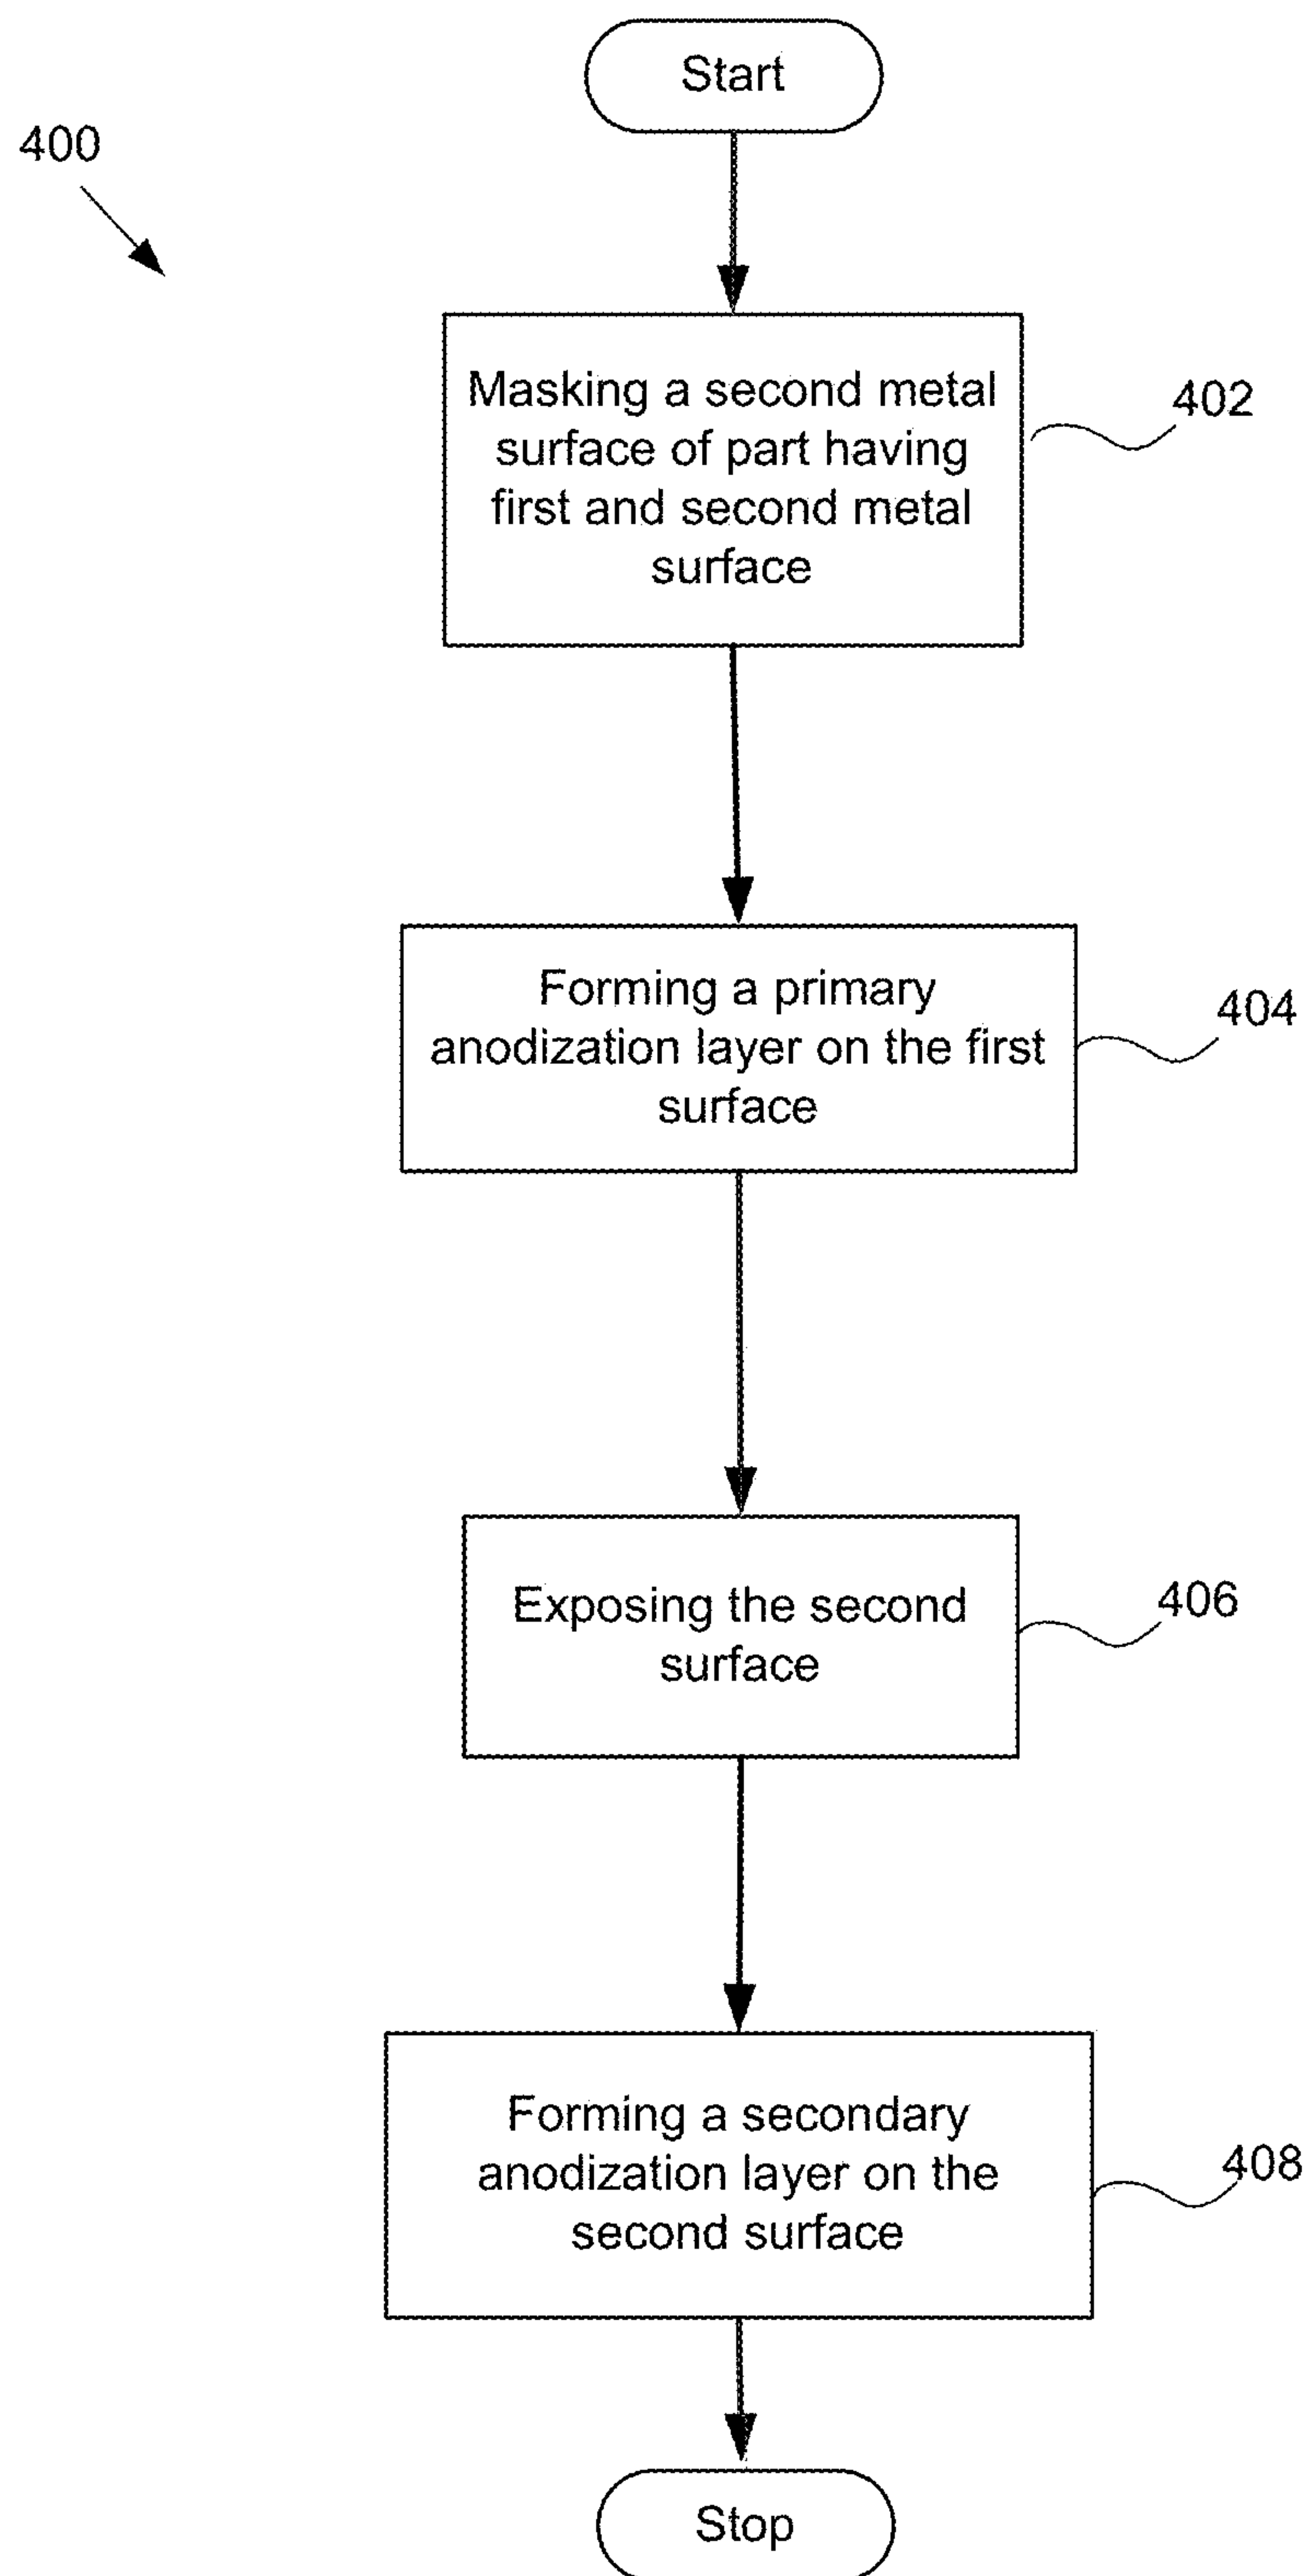 Start
400
Masking a second metal
surface of part having
first and second metal
surface
402
Forming a primary
anodization layer on the first
surface
404
Exposing the second
surface
406
Forming a secondary
anodization layer on the
second surface
408
Stop